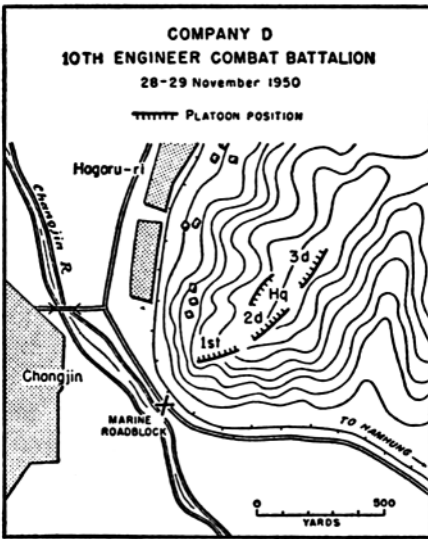 COMPANY D
10TH ENGINEER COMBAT BATTALION
28-29 November 1950
PLATOON POSITION
Hagaru-ri
Changjin R.
3d
Hq
2d
1st
Chongjin
MARINE
ROADBLOCK
TO HAMHUNG
0 500
YARDS